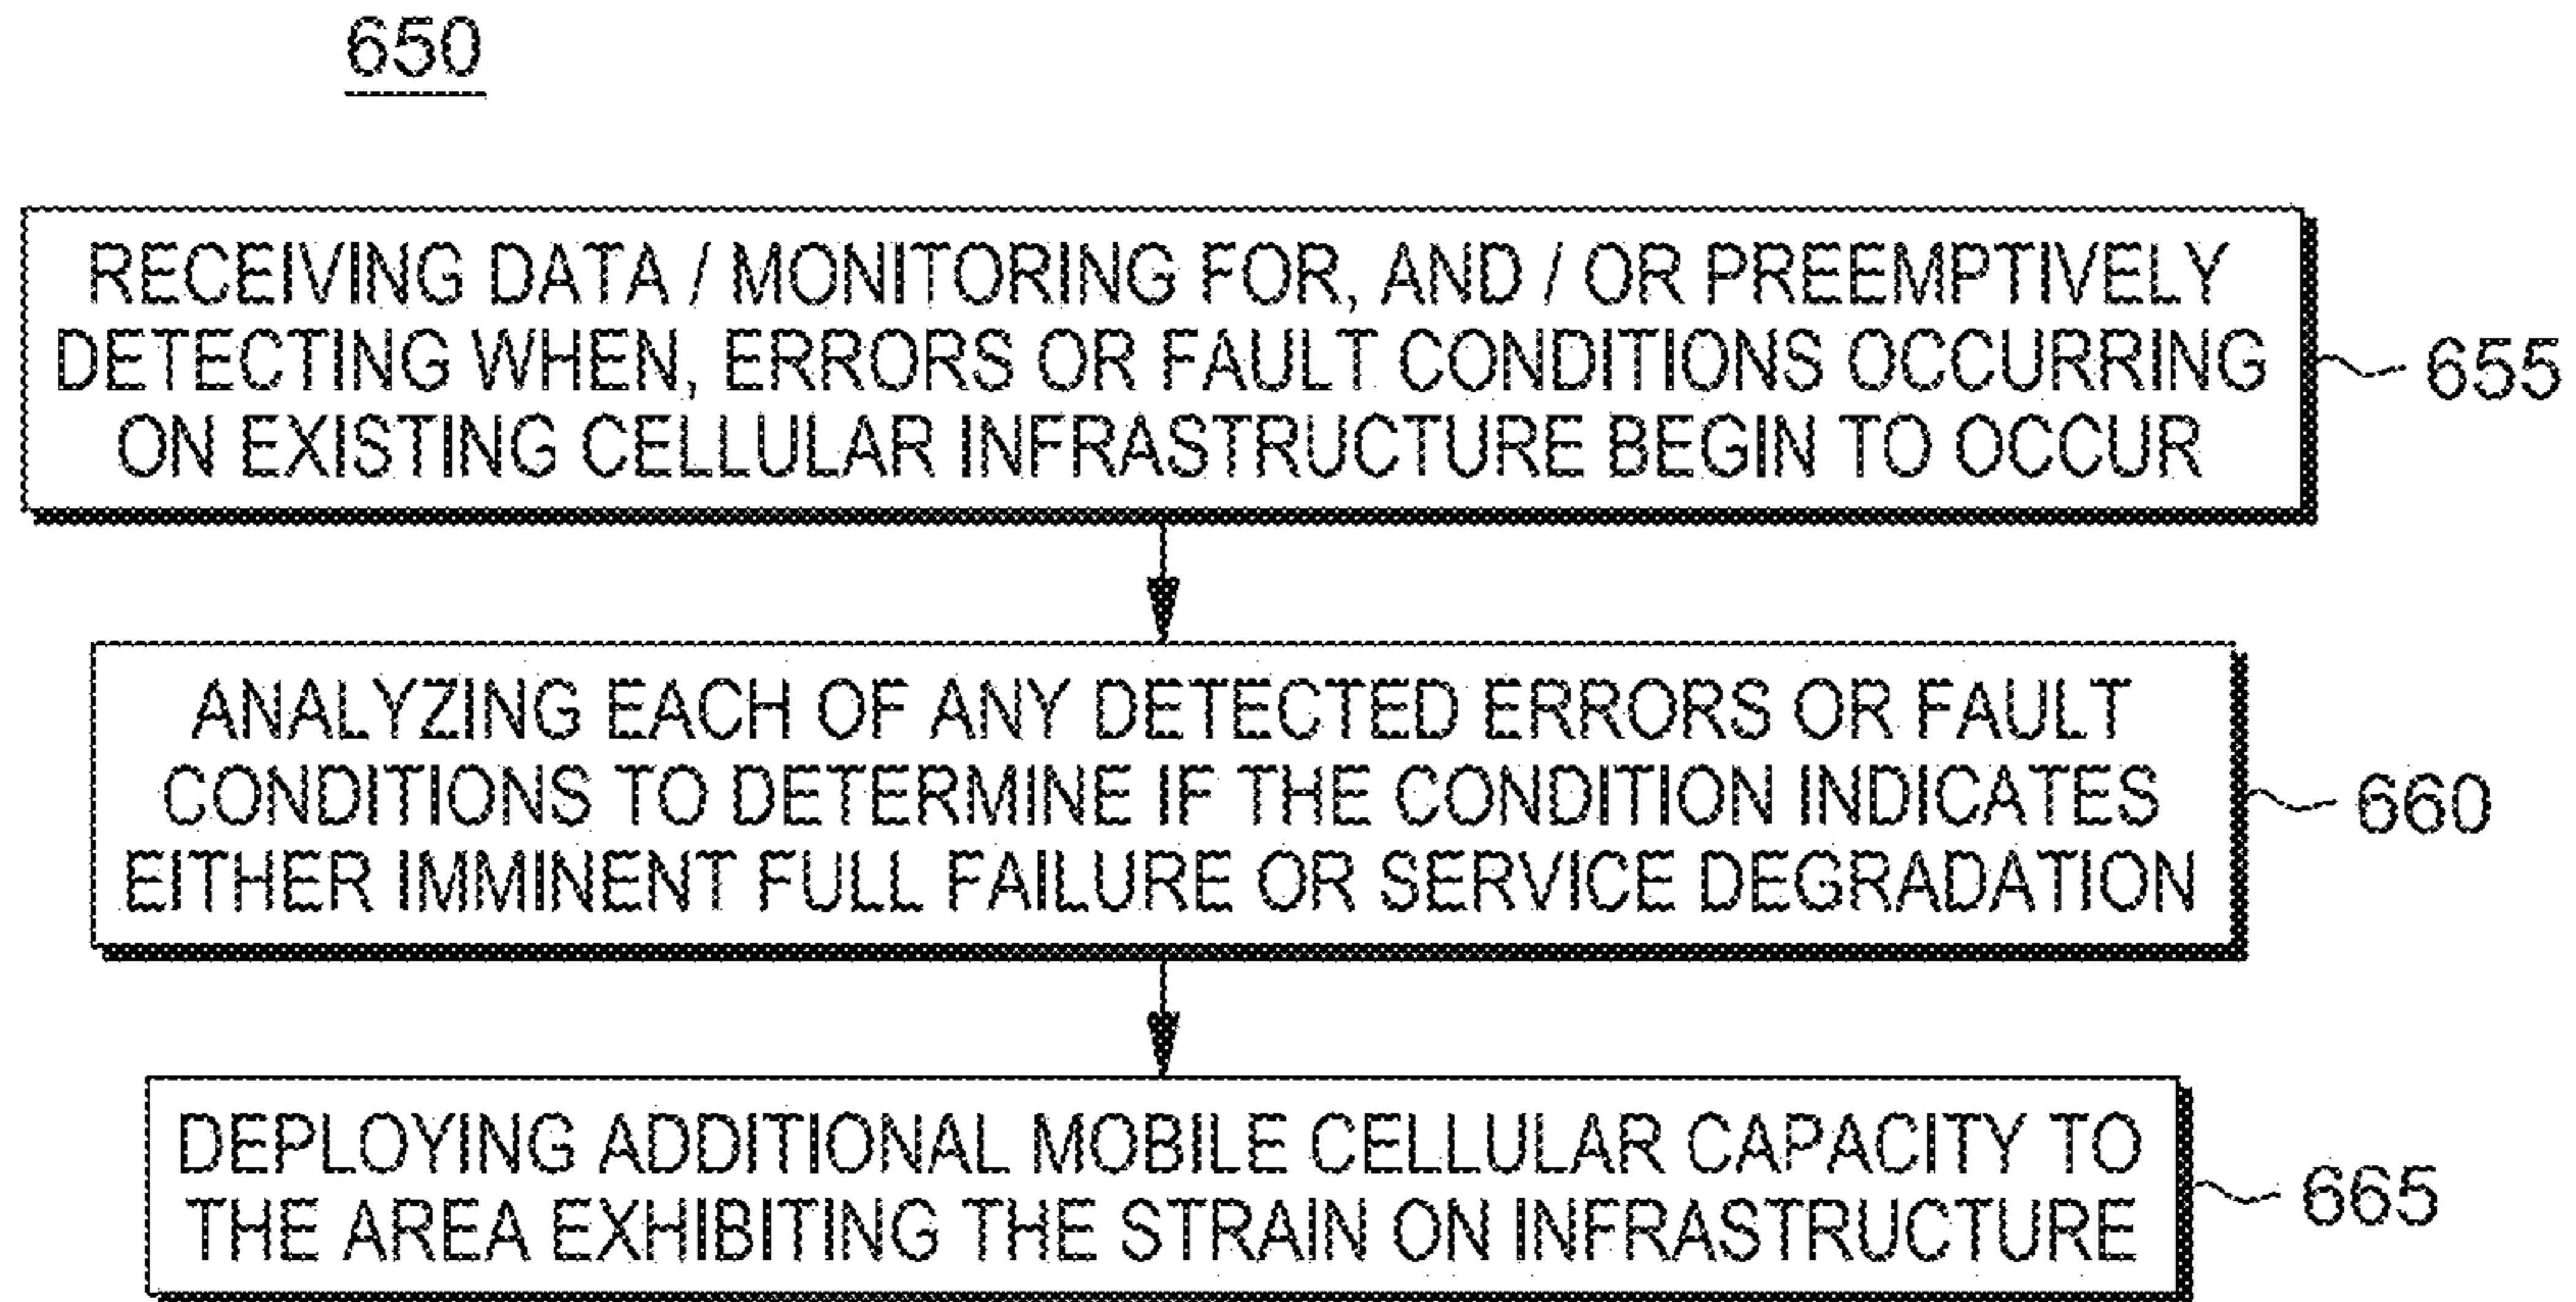 650
RECEIVING DATA / MONITORING FOR, AND / OR PREEMPTIVELY
DETECTING WHEN, ERRORS OR FAULT CONDITIONS OCCURRING
ON EXISTING CELLULAR INFRASTRUCTURE BEGIN TO OCCUR
655
ANALYZING EACH OF ANY DETECTED ERRORS OR FAULT
CONDITIONS TO DETERMINE IF THE CONDITION INDICATES
EITHER IMMINENT FULL FAILURE OR SERVICE DEGRADATION
660
DEPLOYING ADDITIONAL MOBILE CELLULAR CAPACITY TO
THE AREA EXHIBITING THE STRAIN ON INFRASTRUCTURE
665